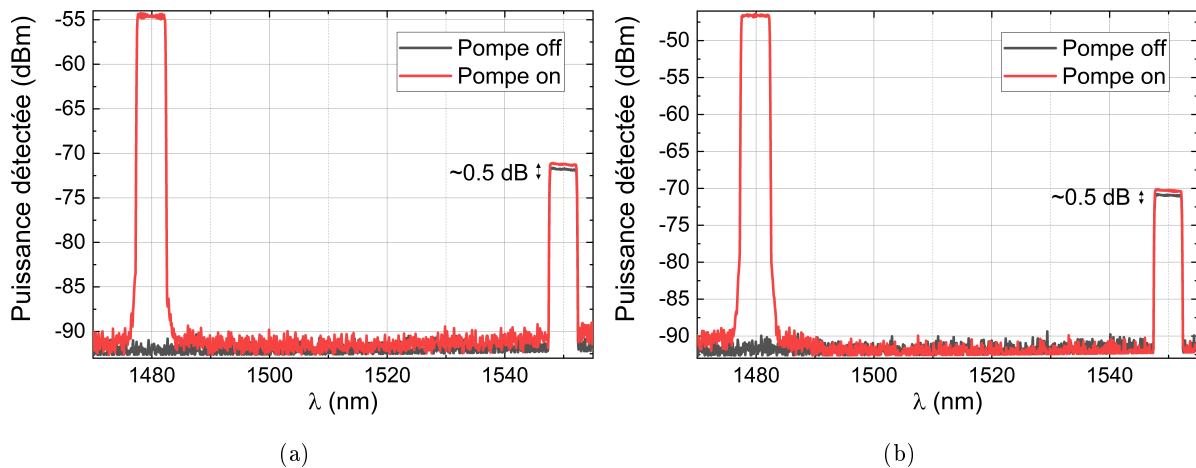 -55
-60
-65
-70
-75
-80
-85
-90
Puissance détectée (dBm)
Pompe off
Pompe on
~0.5 dB
1480
1500
1520
1540
λ (nm)
(a)
-50
-55
-60
-65
-70
-75
-80
-85
-90
Puissance détectée (dBm)
Pompe off
Pompe on
~0.5 dB
1480
1500
1520
1540
λ (nm)
(b)